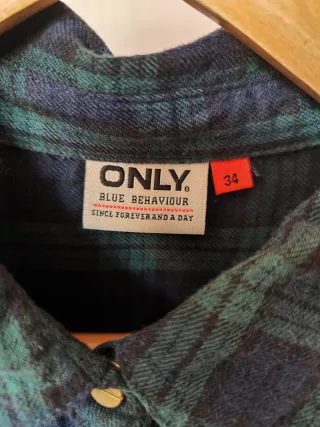 ONLY®
BLUE BEHAVIOUR
SINCE FOREVER AND A DAY
34